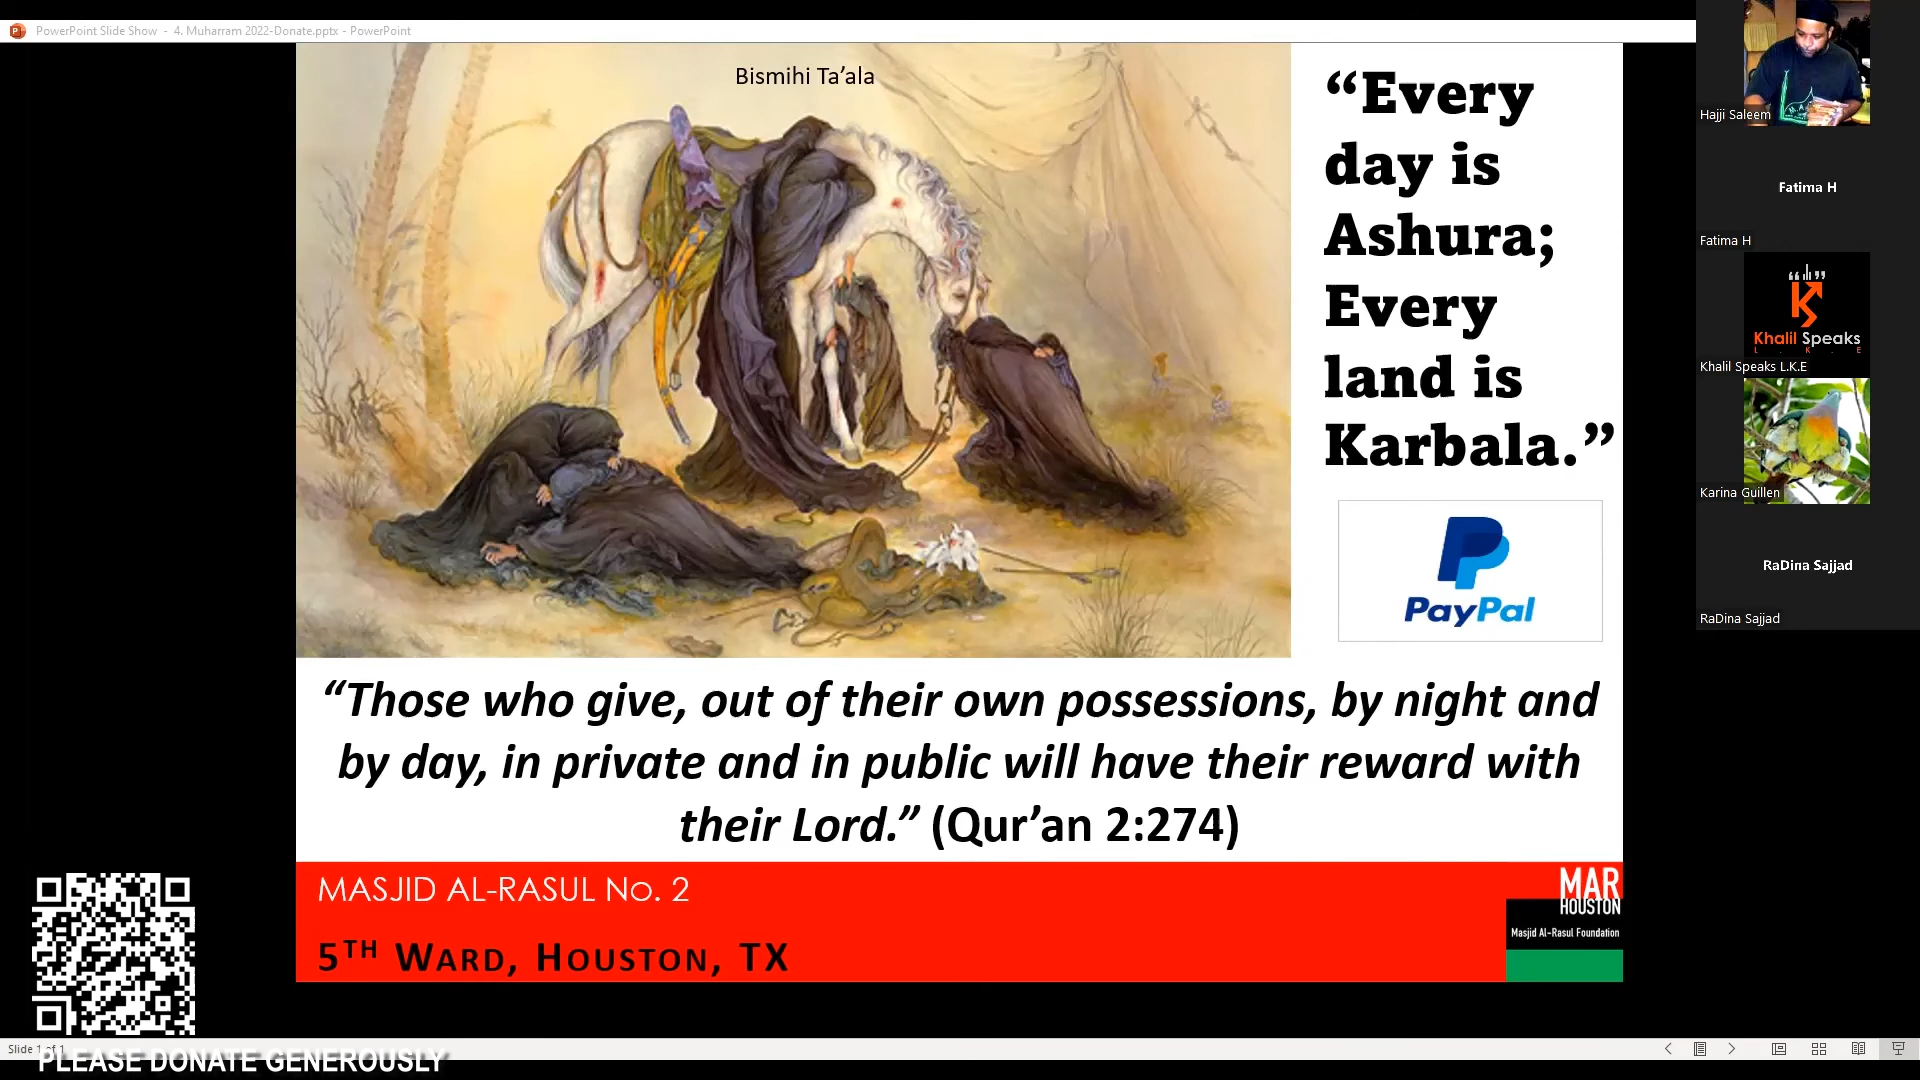 PowerPoint Slide Show - 4. Muharram 2022-Donate.pptx - PowerPoint
Bismihi Ta’ala
“Every
day is
Ashura;
Every
land is
Karbala.”
PayPal
“Those who give, out of their own possessions, by night and
by day, in private and in public will have their reward with
their Lord.” (Qur’an 2:274)
MASJID AL-RASUL No. 2
5TH WARD, HOUSTON, TX
MAR
HOUSTON
Masjid Al-Rasul Foundation
Hajji Saleem
Fatima H
Fatima H
Khalil Speaks
L . K . E
Khalil Speaks L.K.E
Karina Guillen
RaDina Sajjad
RaDina Sajjad
Slide 1 of 1
PLEASE DONATE GENEROUSLY